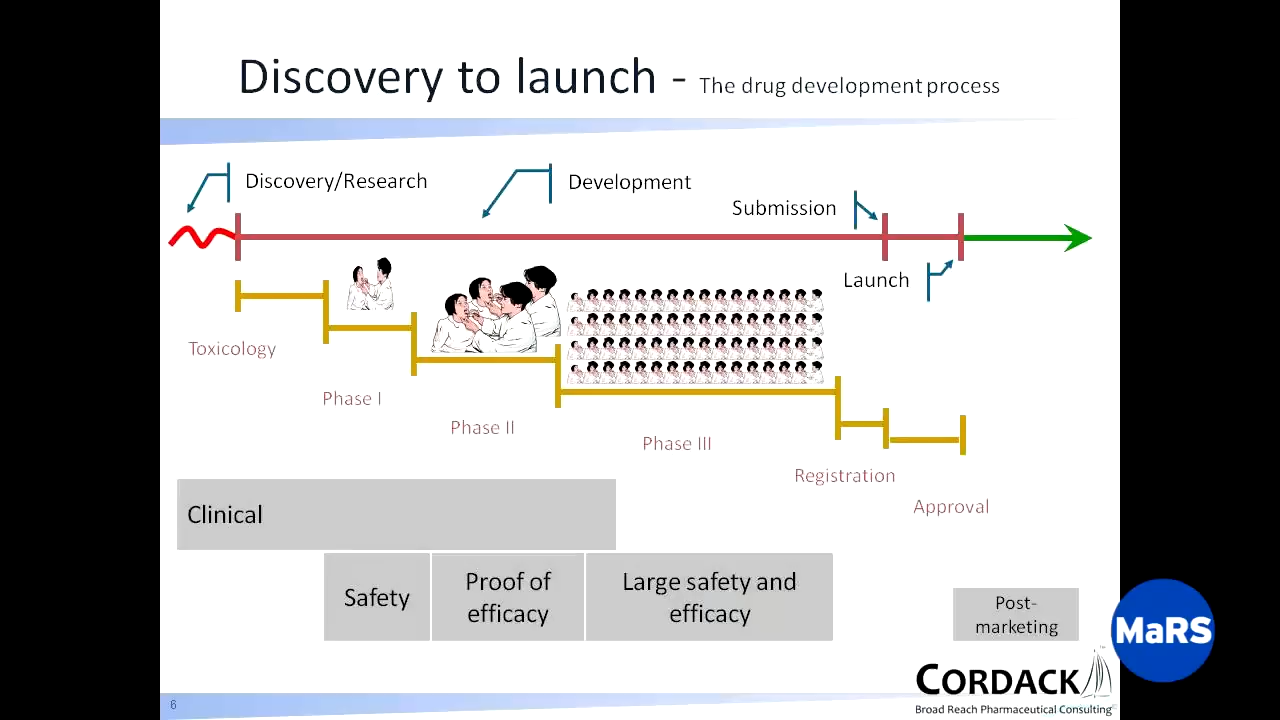 Discovery to launch - The drug development process
Discovery/Research
Development
Submission
Launch
Toxicology
Phase I
Phase II
Phase III
Registration
Approval
Clinical
Safety
Proof of
efficacy
Large safety and
efficacy
Post-
marketing
MaRS
CORDACK
Broad Reach Pharmaceutical Consulting
6